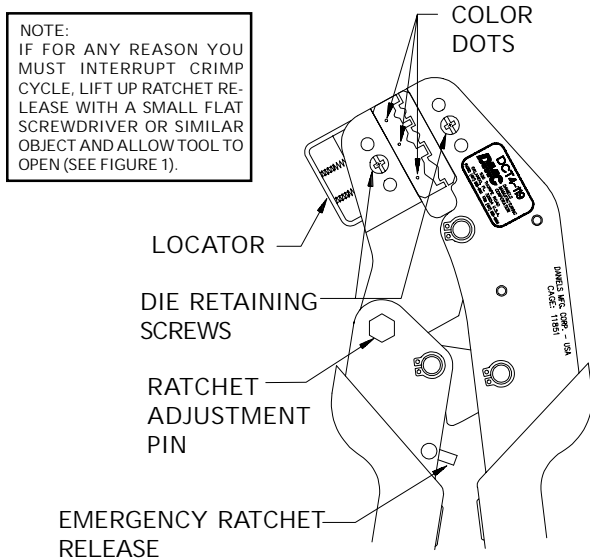 NOTE:
IF FOR ANY REASON YOU
MUST INTERRUPT CRIMP
CYCLE, LIFT UP RATCHET RE-
LEASE WITH A SMALL FLAT
SCREWDRIVER OR SIMILAR
OBJECT AND ALLOW TOOL TO
OPEN (SEE FIGURE 1).
COLOR
DOTS
DCT4-119
DMC
LOCATOR
DIE RETAINING
SCREWS
DANIELS MFG. CORP. - USA
CAGE: 11851
RATCHET
ADJUSTMENT
PIN
EMERGENCY RATCHET
RELEASE